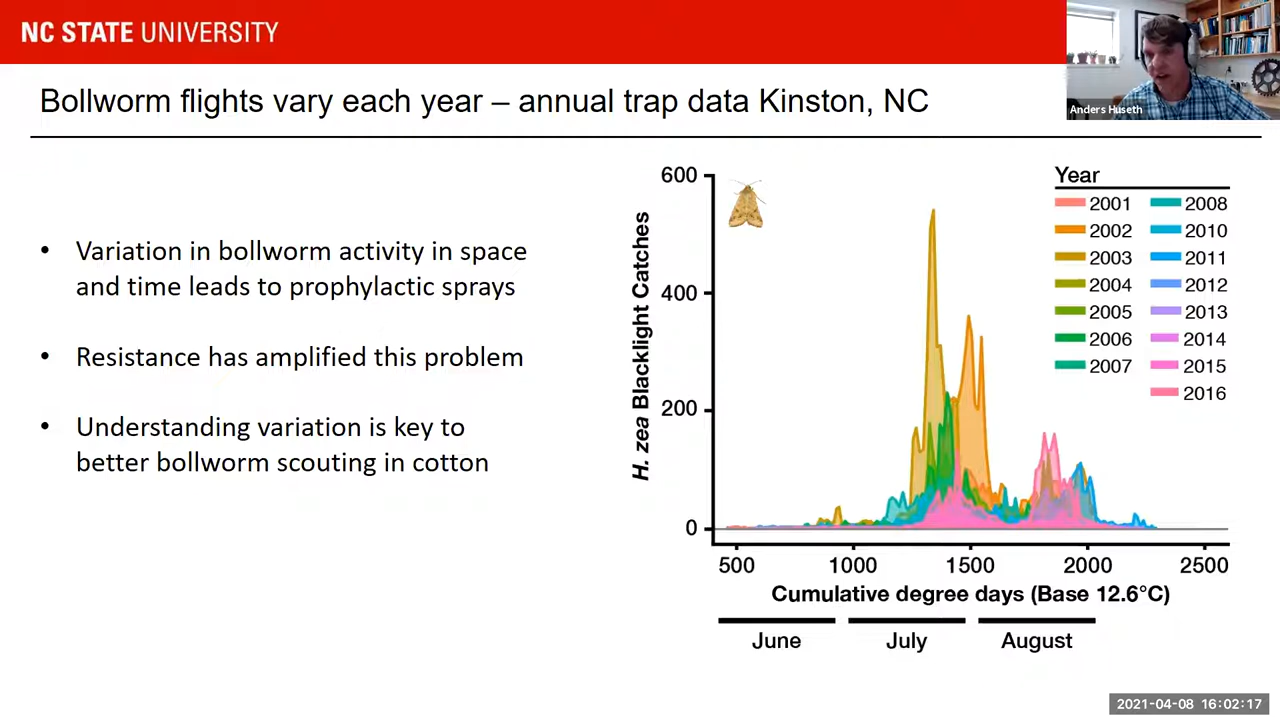 NC STATE UNIVERSITY
Anders Huseth
Bollworm flights vary each year – annual trap data Kinston, NC
• Variation in bollworm activity in space
and time leads to prophylactic sprays
• Resistance has amplified this problem
• Understanding variation is key to
better bollworm scouting in cotton
H. zea Blacklight Catches
600
400
200
0
Year
2001 2008
2002 2010
2003 2011
2004 2012
2005 2013
2006 2014
2007 2015
2016
500 1000 1500 2000 2500
Cumulative degree days (Base 12.6°C)
June July August
2021-04-08 16:02:17